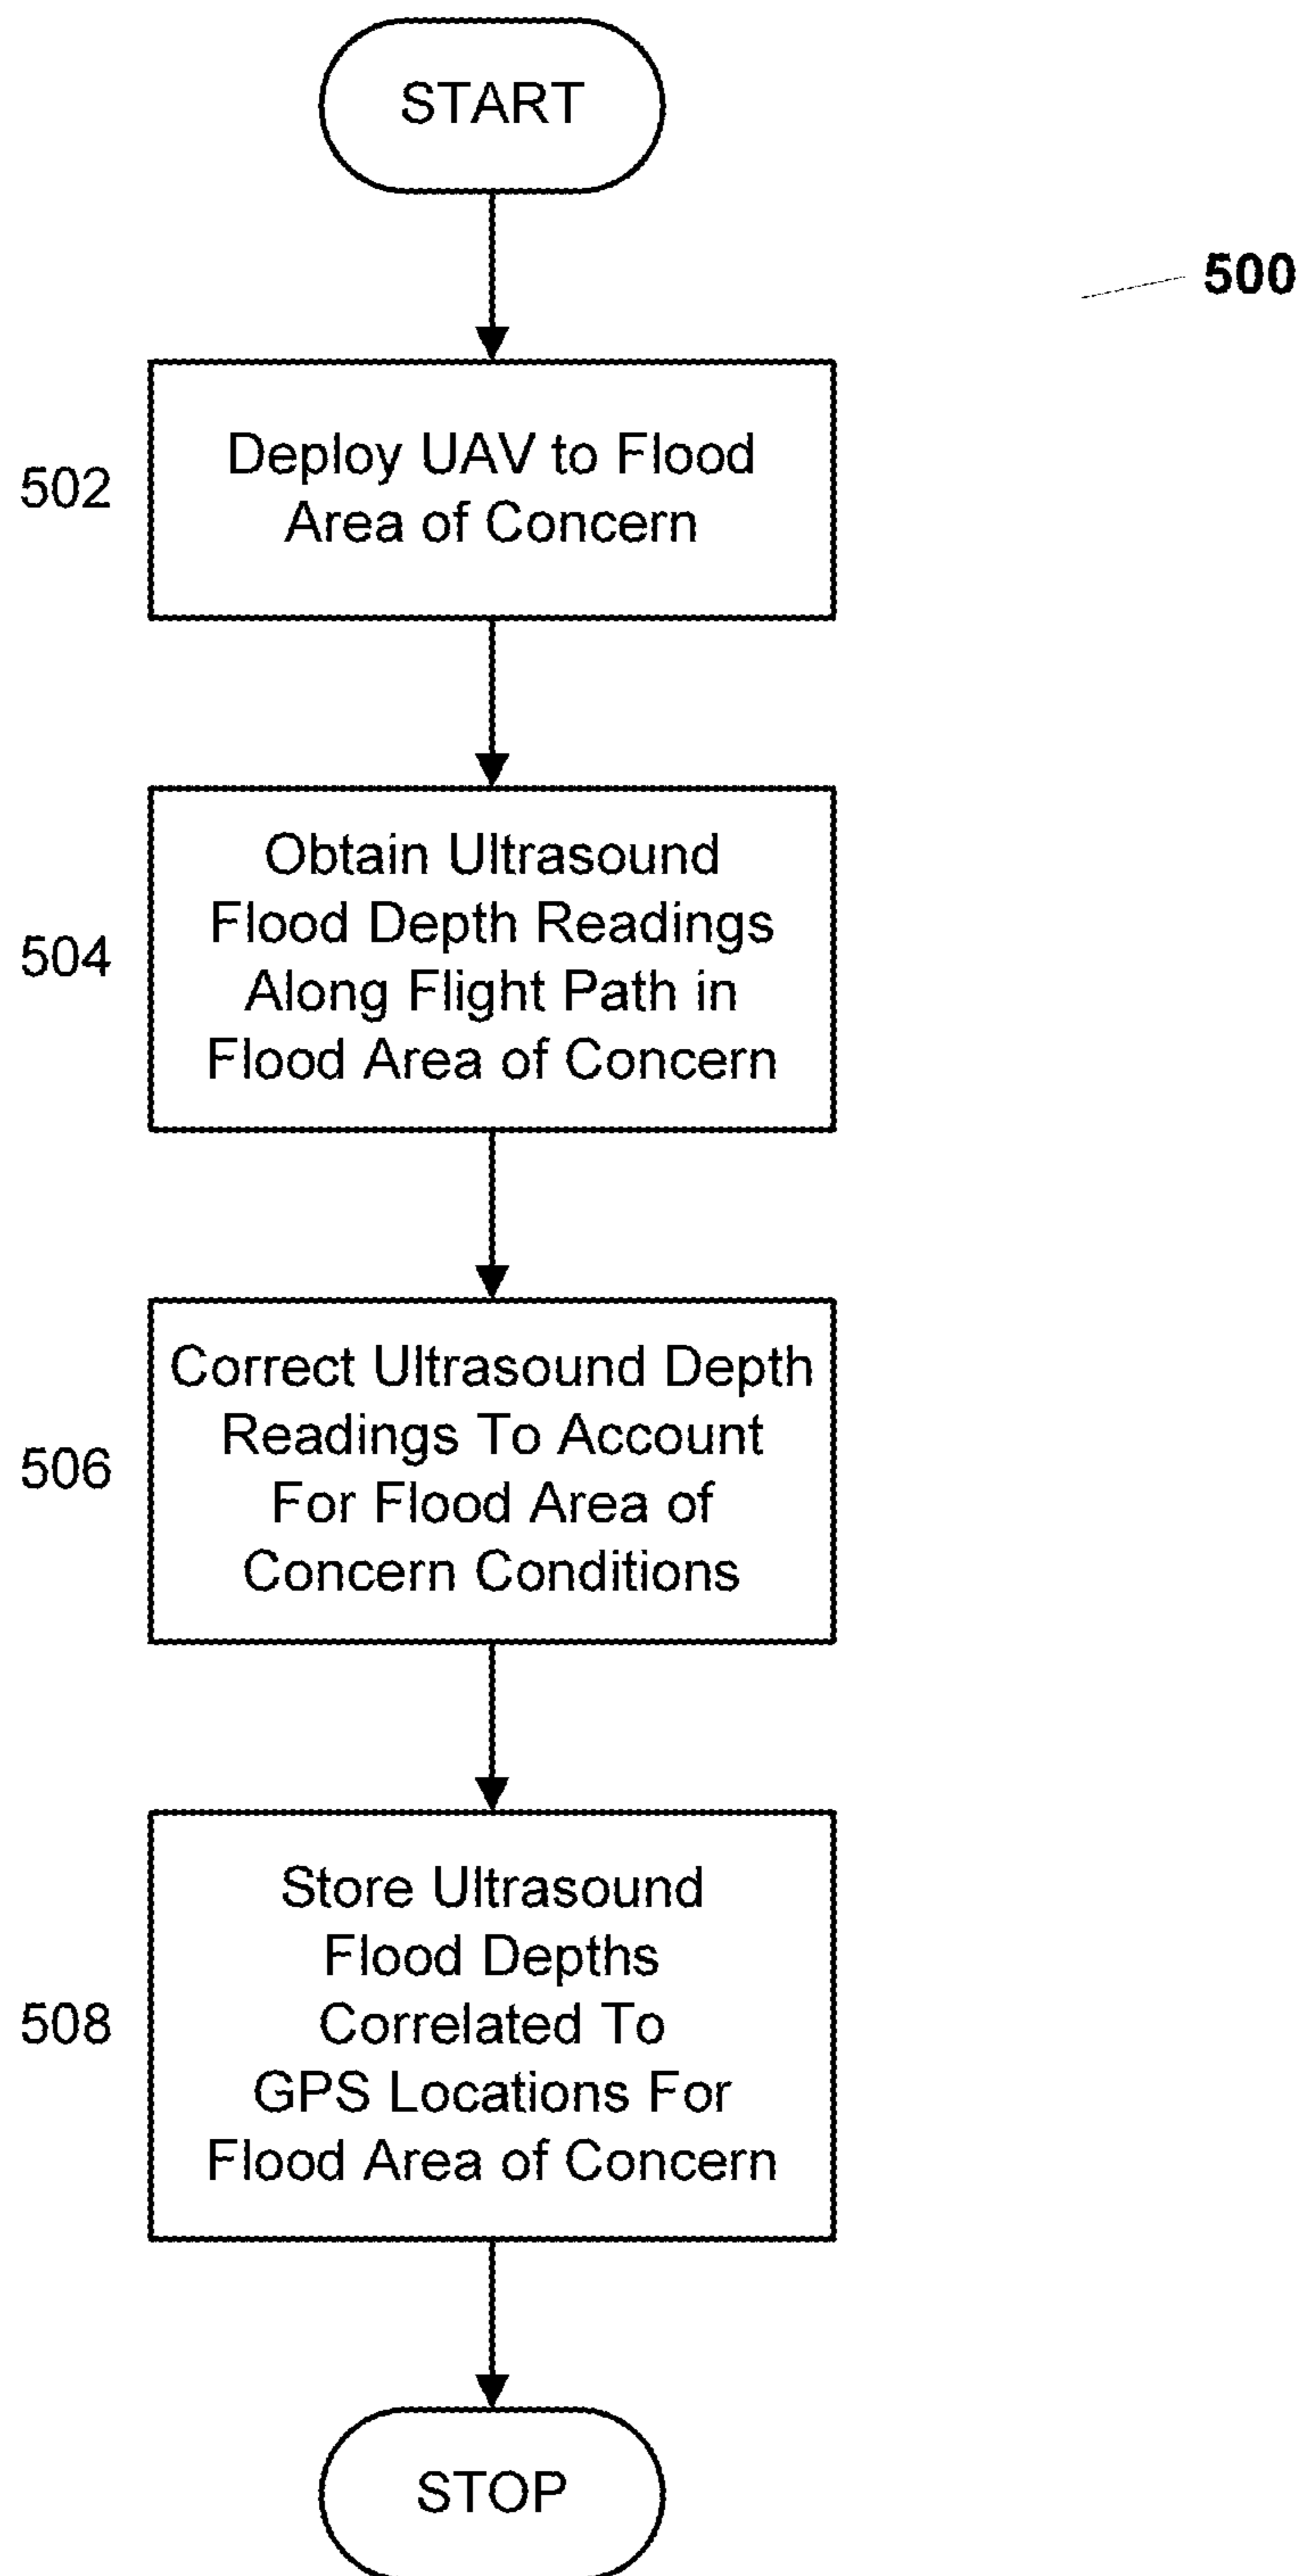 START
500
502
Deploy UAV to Flood
Area of Concern
504
Obtain Ultrasound
Flood Depth Readings
Along Flight Path in
Flood Area of Concern
506
Correct Ultrasound Depth
Readings To Account
For Flood Area of
Concern Conditions
508
Store Ultrasound
Flood Depths
Correlated To
GPS Locations For
Flood Area of Concern
STOP